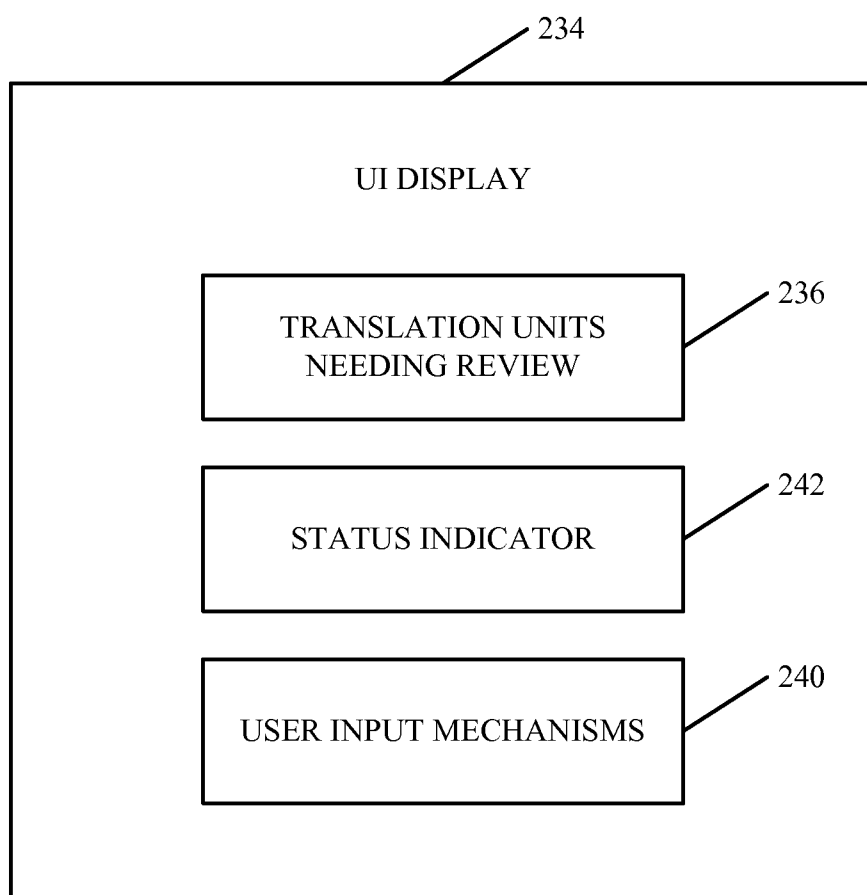 234
UI DISPLAY
236
TRANSLATION UNITS
NEEDING REVIEW
242
STATUS INDICATOR
240
USER INPUT MECHANISMS